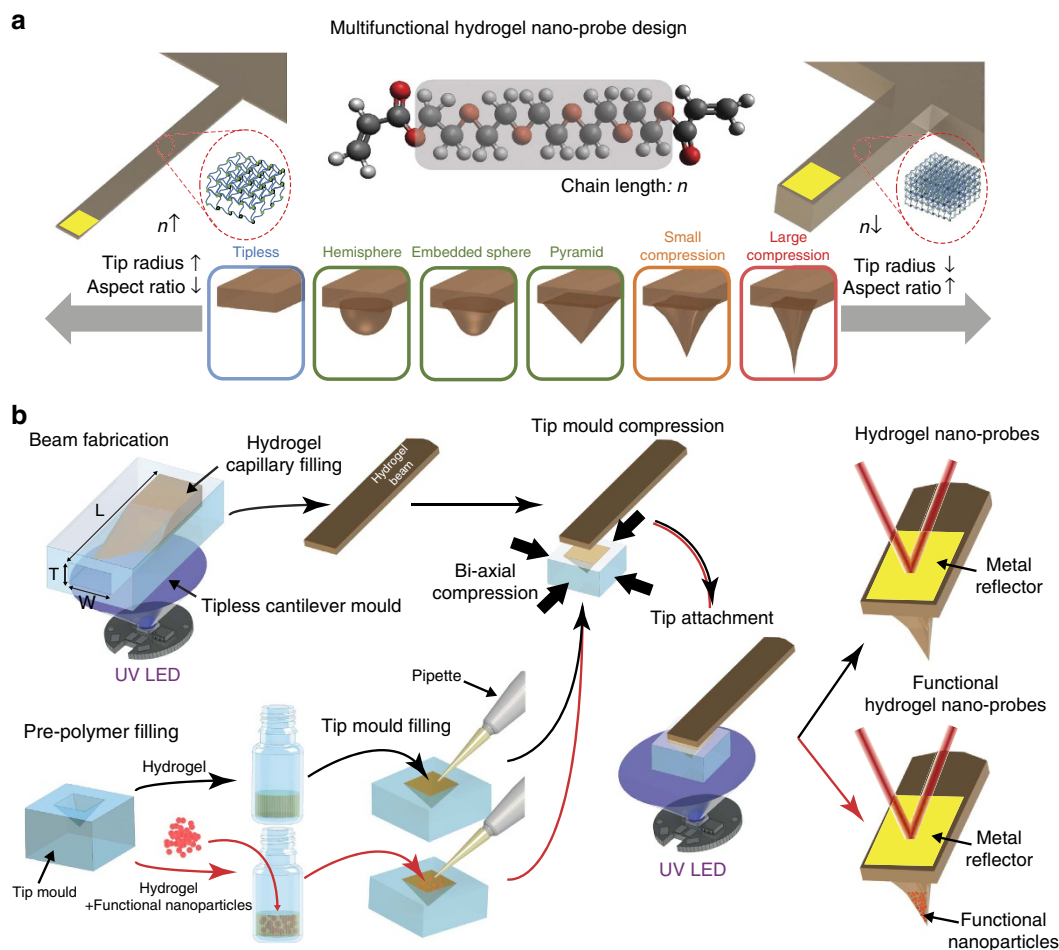 a
Multifunctional hydrogel nano-probe design
Chain length: n
n↑
n↓
Tip radius ↑
Aspect ratio ↓
Tipless
Hemisphere
Embedded sphere
Pyramid
Small
compression
Large
compression
Tip radius ↓
Aspect ratio ↑
b
Beam fabrication
Hydrogel
capillary filling
L
T
W
Tipless cantilever mould
UV LED
Hydrogel
beam
Tip mould compression
Bi-axial
compression
Tip attachment
UV LED
Hydrogel nano-probes
Metal
reflector
Pre-polymer filling
Tip mould
Hydrogel
Hydrogel
+Functional nanoparticles
Tip mould filling
Pipette
Functional
hydrogel nano-probes
Metal
reflector
Functional
nanoparticles